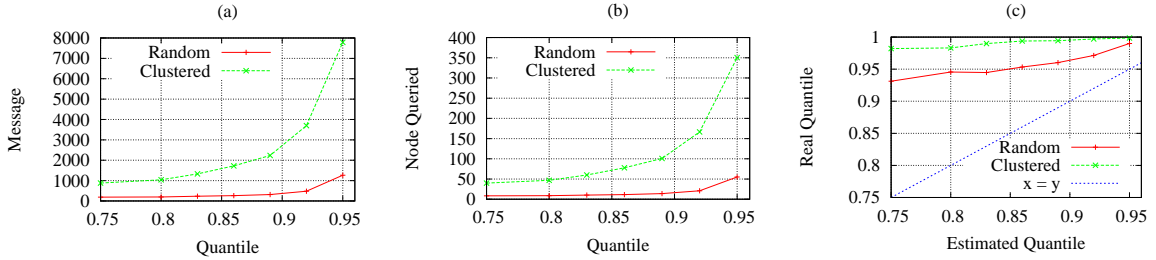 (a)
8000
7000
6000
5000
4000
3000
2000
1000
0
Message
Random
Clustered
0.75 0.8 0.85 0.9 0.95
Quantile
(b)
400
350
300
250
200
150
100
50
0
Node Queried
Random
Clustered
0.75 0.8 0.85 0.9 0.95
Quantile
(c)
1
0.95
0.9
0.85
0.8
0.75
Real Quantile
Random
Clustered
x = y
0.75 0.8 0.85 0.9 0.95
Estimated Quantile